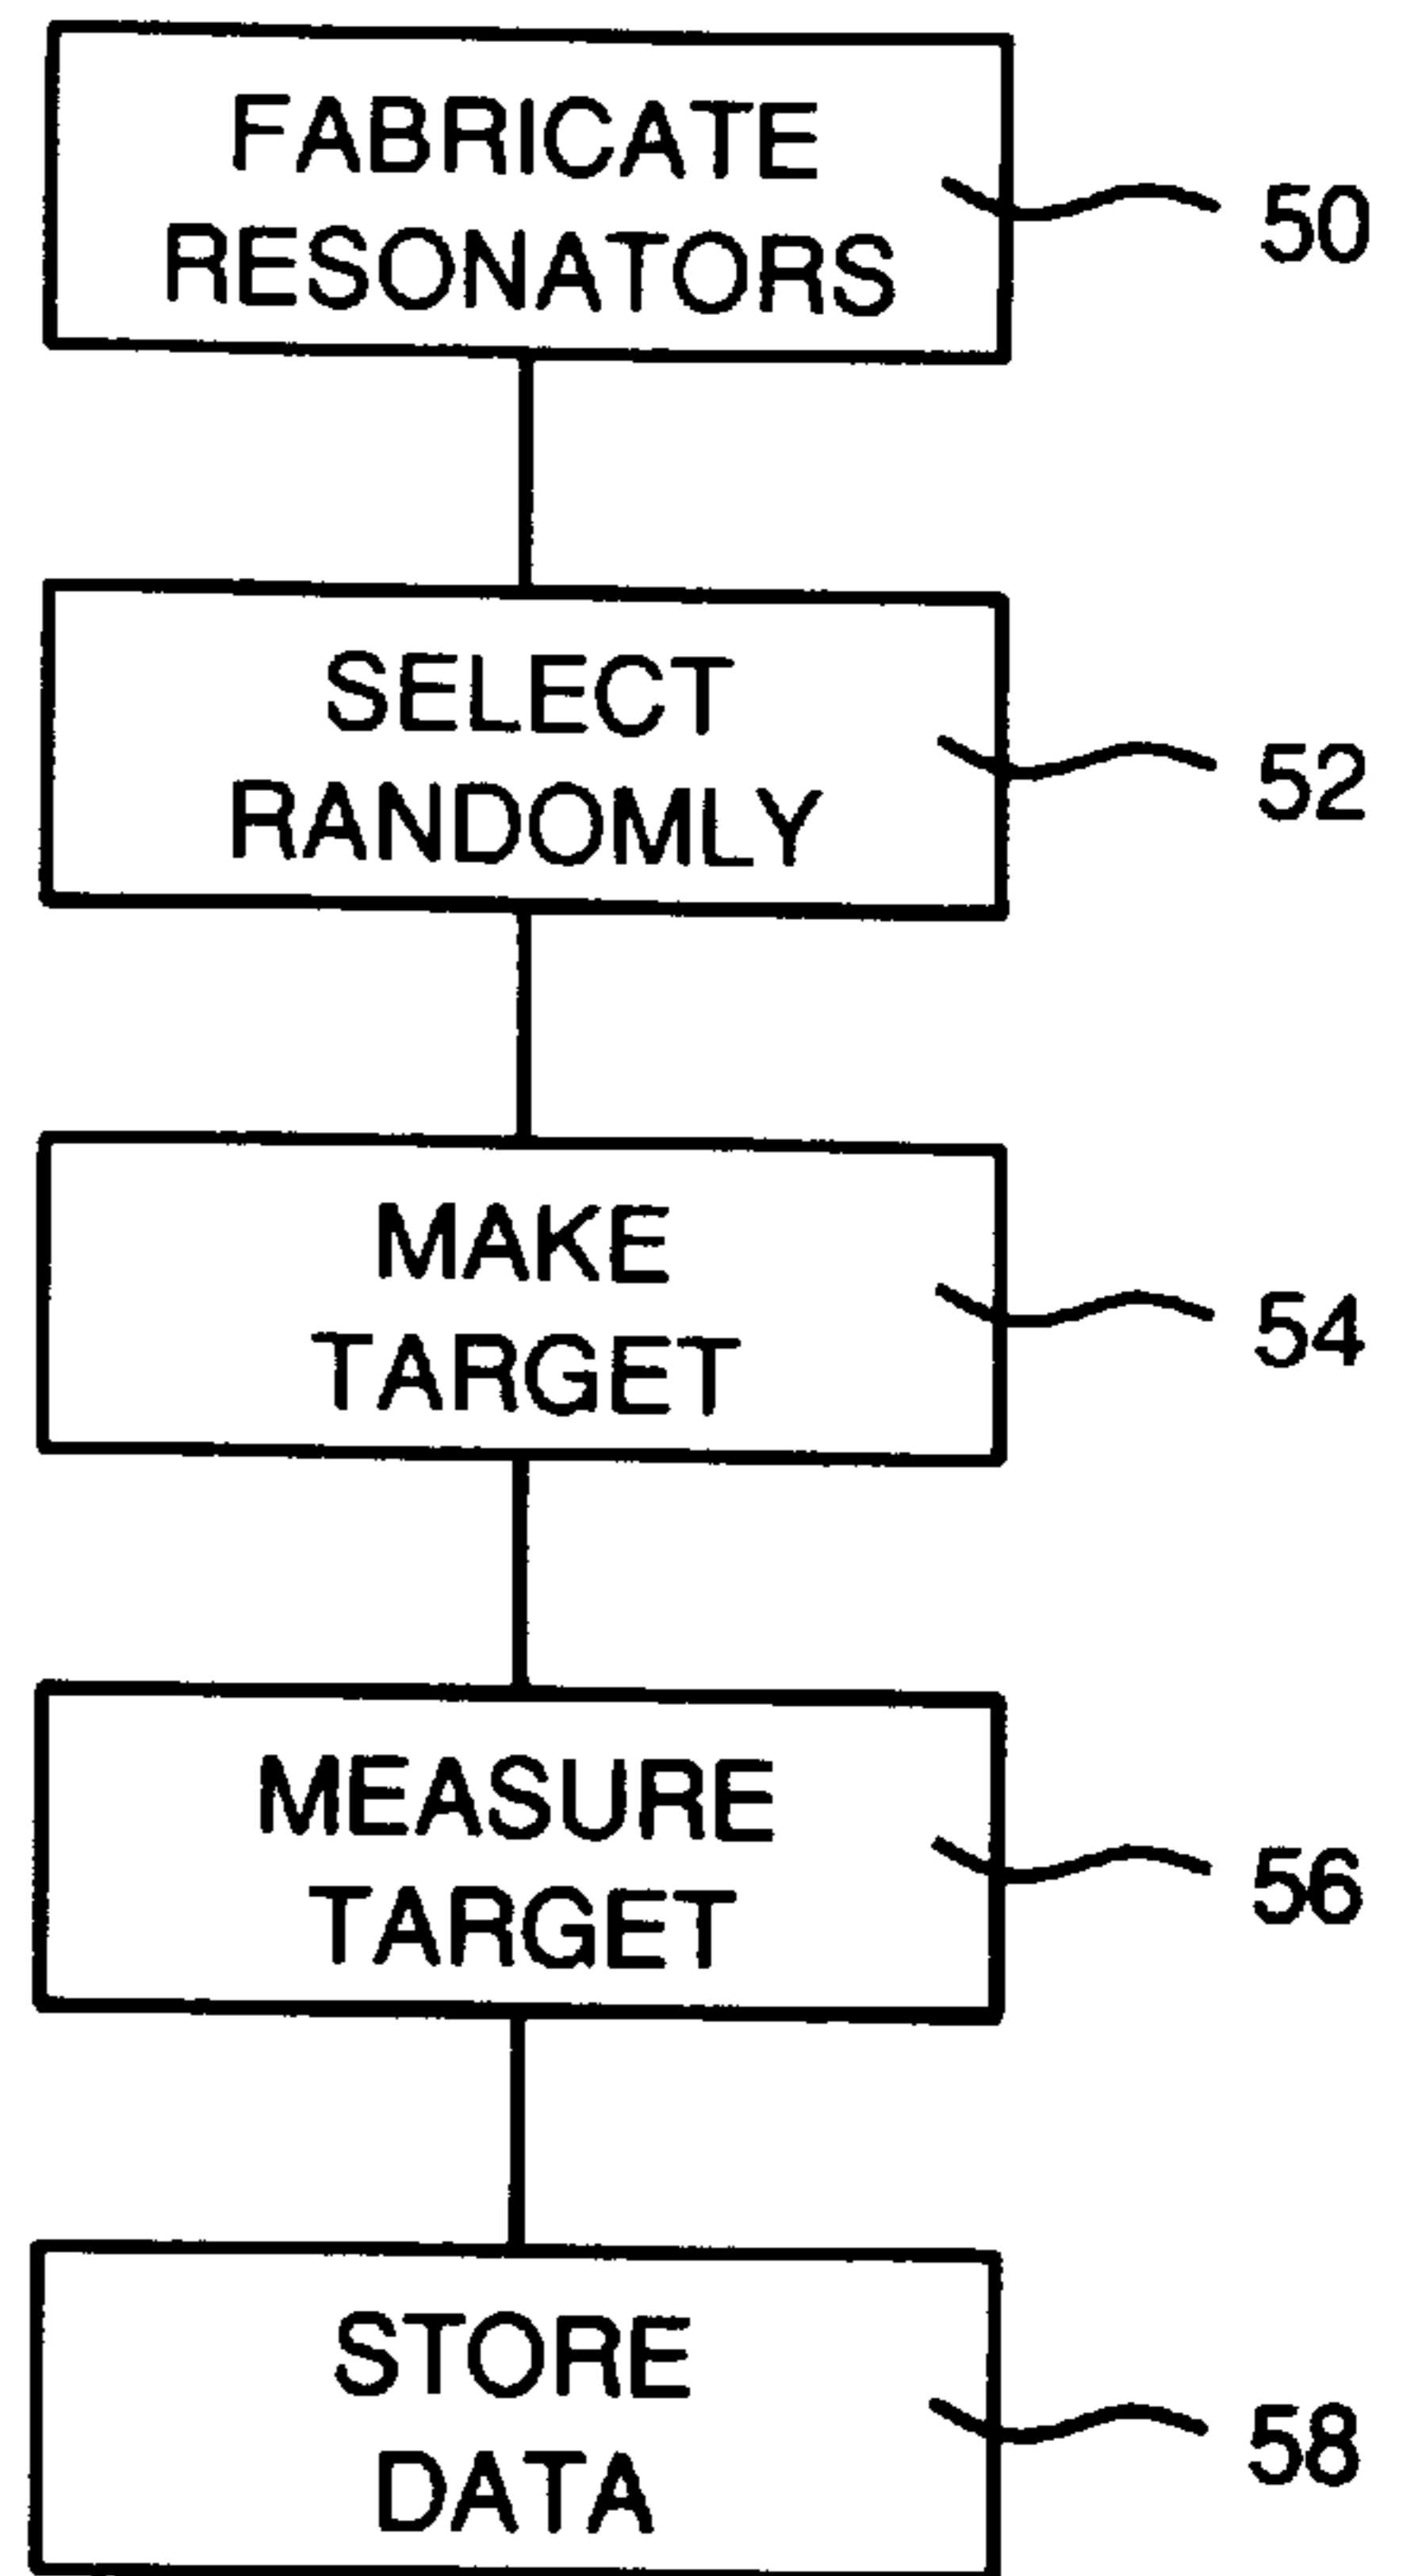 FABRICATE
RESONATORS
50
SELECT
RANDOMLY
52
MAKE
TARGET
54
MEASURE
TARGET
56
STORE
DATA
58